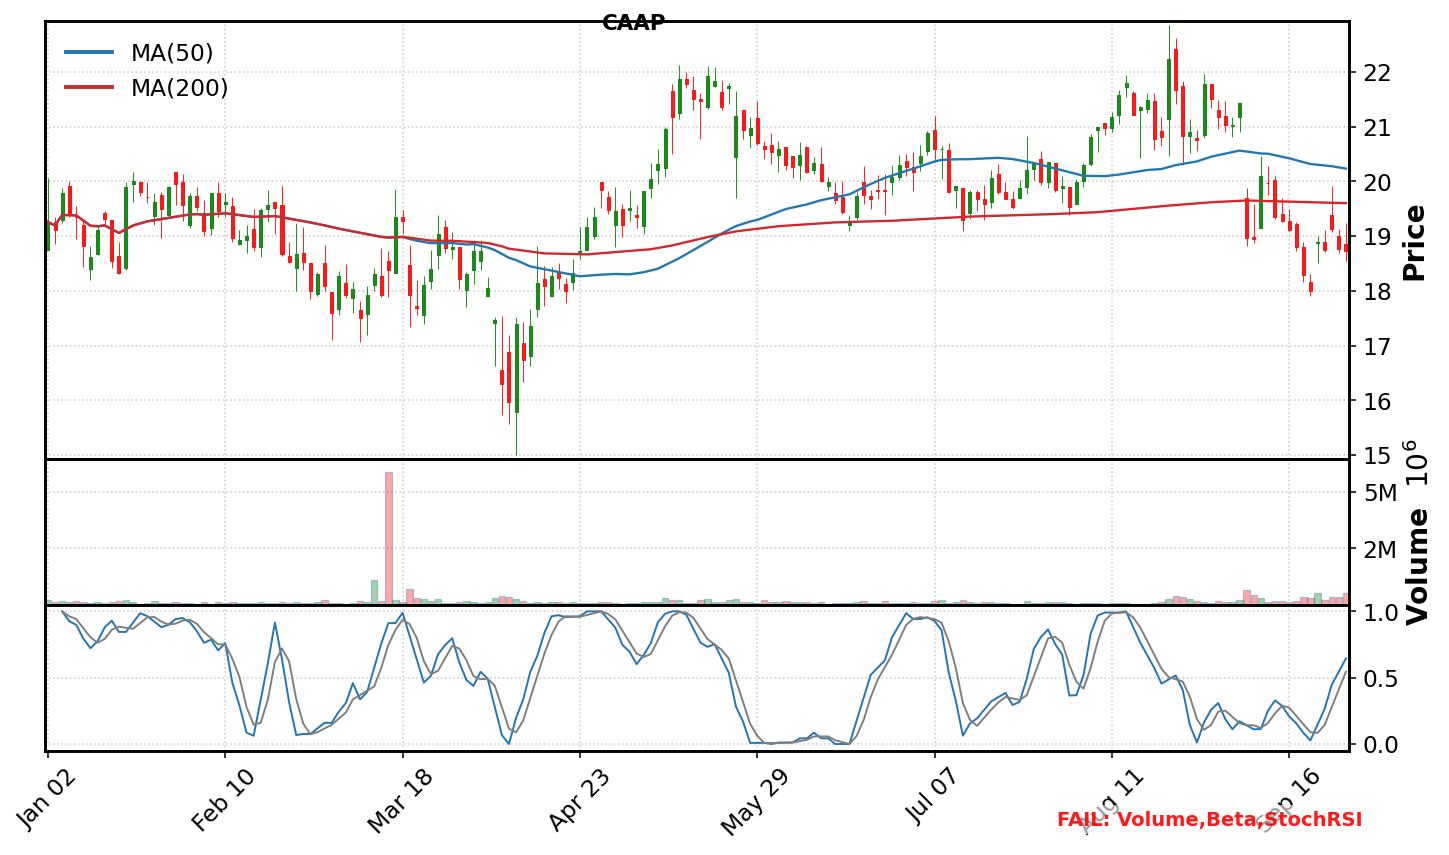 CAAP
MA(50)
MA(200)
22
21
20
19
18
17
16
15
Price
5M
2M
Volume 10^6
1.0
0.5
0.0
Jan 02
Feb 10
Mar 18
Apr 23
May 29
Jul 07
Aug 11
Sep 16
FAIL: Volume,Beta,StochRSI